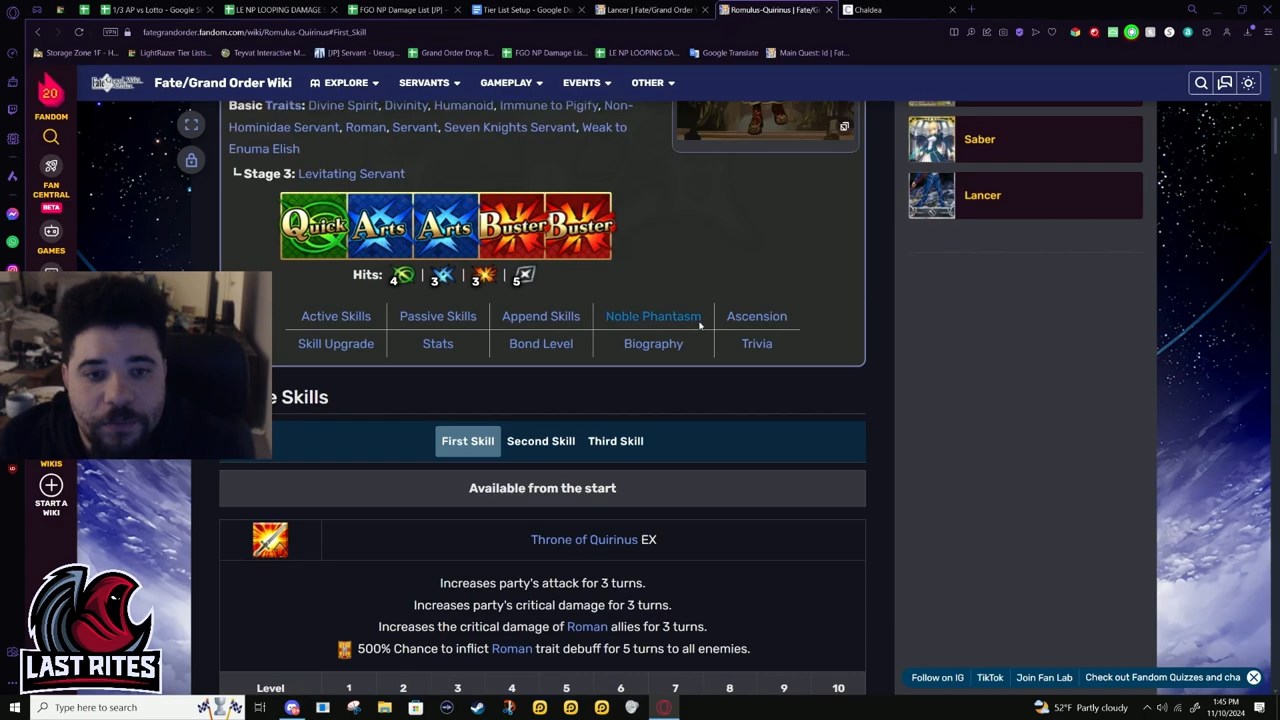 1/3 AP vs Lotto - Google S
LE NP LOOPING DAMAGE S
FGO NP Damage List [JP] -
Tier List Setup - Google Do
Lancer | Fate/Grand Order
Romulus-Quirinus | Fate/G
Chaldea
VPN
fategrandorder.fandom.com/wiki/Romulus-Quirinus#First_Skill
Storage Zone 1F - H...
LightRazer Tier Lists...
Teyvat Interactive M...
[JP] Servant - Uesug...
Grand Order Drop R...
FGO NP Damage Lis...
LE NP LOOPING DA...
Google Translate
Main Quest: Id | Fat...
20
FANDOM
FAN
CENTRAL
BETA
GAMES
WIKIS
START A
WIKI
Fate/Grand Order Wiki
EXPLORE
SERVANTS
GAMEPLAY
EVENTS
OTHER
Basic Traits: Divine Spirit, Divinity, Humanoid, Immune to Pigify, Non-
Hominidae Servant, Roman, Servant, Seven Knights Servant, Weak to
Enuma Elish
Stage 3: Levitating Servant
Quick Arts Arts Buster Buster
Hits: 4 | 3 | 3 | 5
Active Skills
Passive Skills
Append Skills
Noble Phantasm
Ascension
Skill Upgrade
Stats
Bond Level
Biography
Trivia
e Skills
First Skill
Second Skill
Third Skill
Available from the start
Throne of Quirinus EX
Increases party's attack for 3 turns.
Increases party's critical damage for 3 turns.
Increases the critical damage of Roman allies for 3 turns.
500% Chance to inflict Roman trait debuff for 5 turns to all enemies.
Level 1 2 3 4 5 6 7 8 9 10
Saber
Lancer
Follow on IG
TikTok
Join Fan Lab
Check out Fandom Quizzes and cha
LAST RITES
Type here to search
52°F Partly cloudy
1:45 PM
11/10/2024